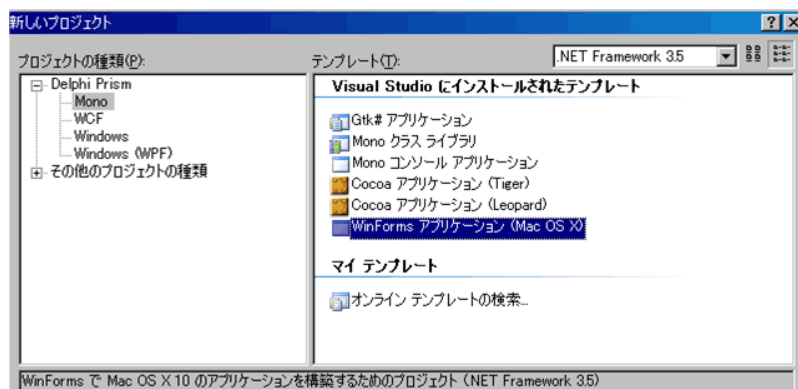 新しいプロジェクト
プロジェクトの種類(P):
Delphi Prism
Mono
WCF
Windows
Windows (WPF)
その他のプロジェクトの種類
テンプレート(T):
.NET Framework 3.5
Visual Studio にインストールされたテンプレート
Gtk# アプリケーション
Mono クラス ライブラリ
Mono コンソール アプリケーション
Cocoa アプリケーション (Tiger)
Cocoa アプリケーション (Leopard)
WinForms アプリケーション (Mac OS X)
マイ テンプレート
オンライン テンプレートの検索...
WinForms で Mac OS X 10 のアプリケーションを構築するためのプロジェクト (.NET Framework 3.5)